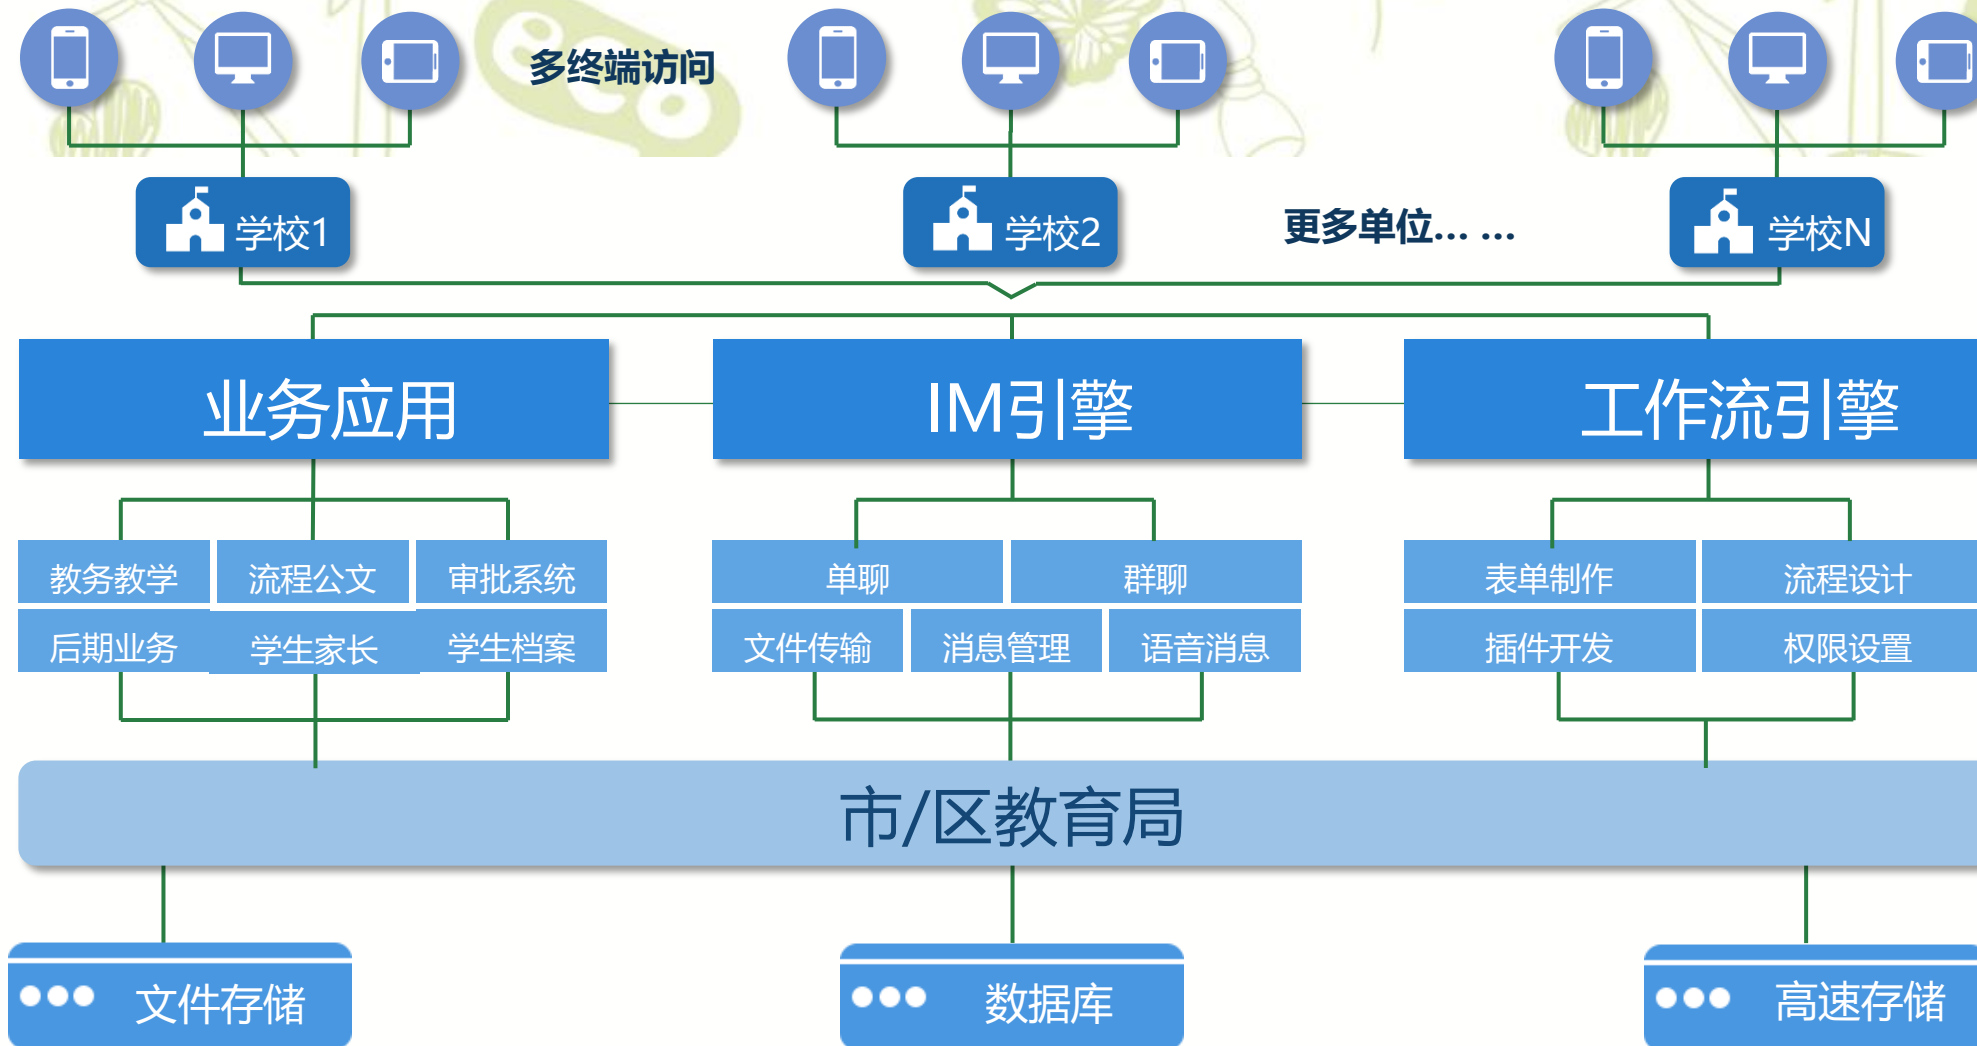 多终端访问
学校1
学校2
更多单位... ...
学校N
业务应用
IM引擎
工作流引擎
教务教学
流程公文
审批系统
单聊
群聊
表单制作
流程设计
后期业务
学生家长
学生档案
文件传输
消息管理
语音消息
插件开发
权限设置
市/区教育局
文件存储
数据库
高速存储